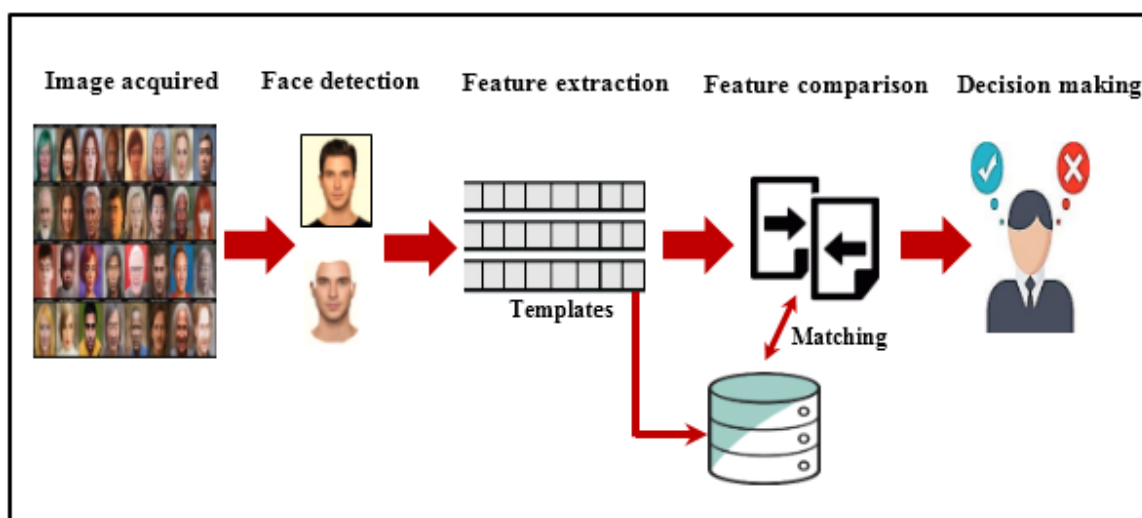 Image acquired
Face detection
Feature extraction
Feature comparison
Decision making
Templates
Matching